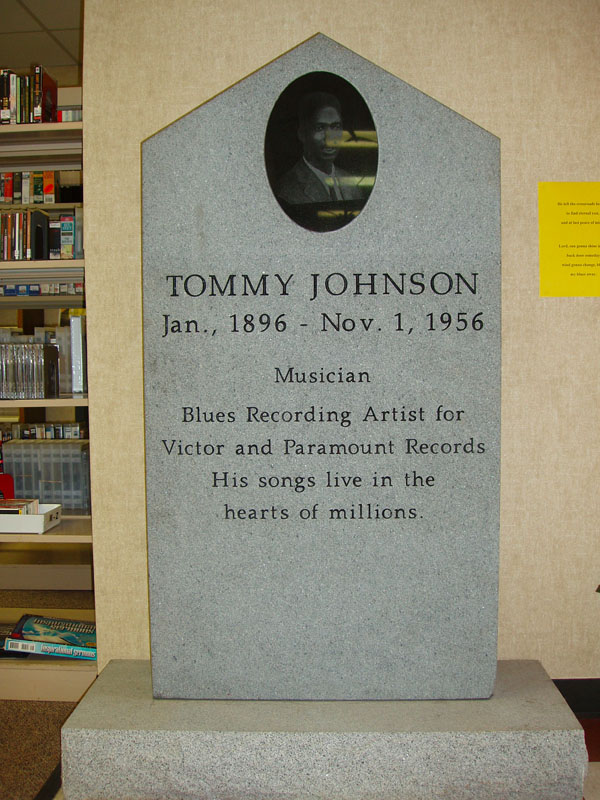 TOMMY JOHNSON
Jan., 1896 - Nov. 1, 1956
Musician
Blues Recording Artist for
Victor and Paramount Records
His songs live in the
hearts of millions.